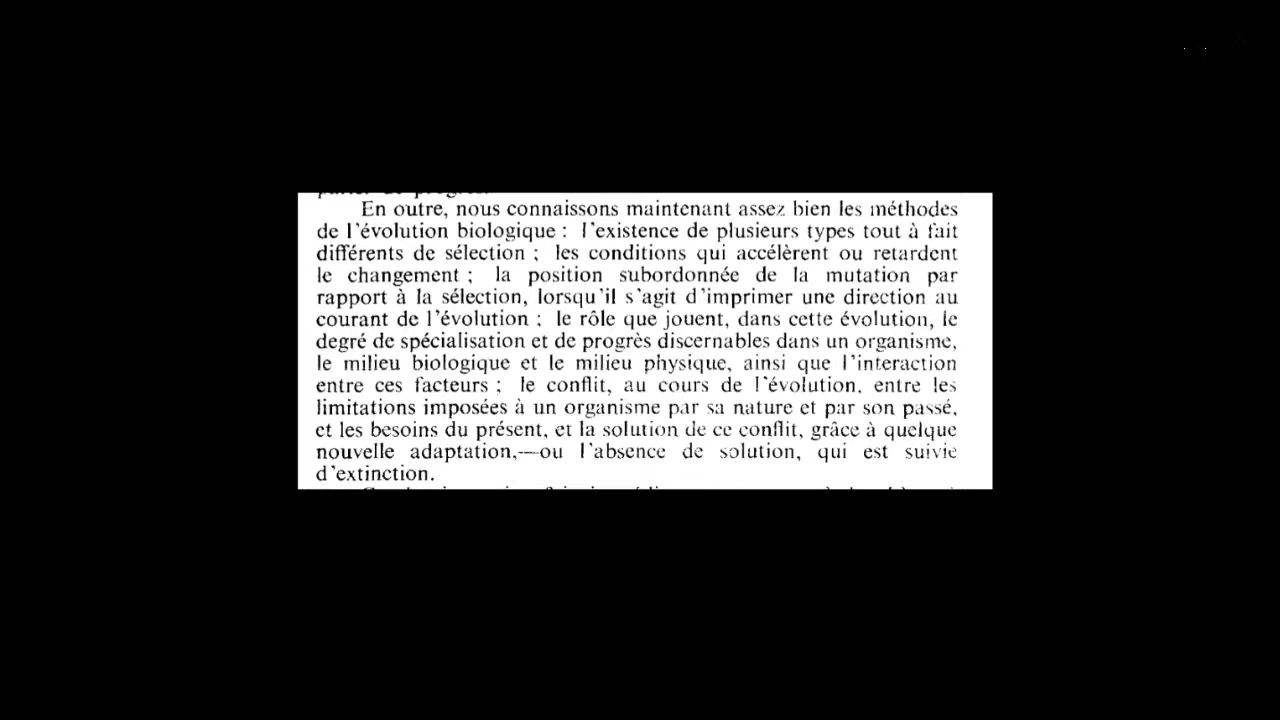 En outre, nous connaissons maintenant assez bien les méthodes
de l'évolution biologique : l'existence de plusieurs types tout à fait
différents de sélection ; les conditions qui accélèrent ou retardent
le changement ; la position subordonnée de la mutation par
rapport à la sélection, lorsqu'il s'agit d'imprimer une direction au
courant de l'évolution ; le rôle que jouent, dans cette évolution, le
degré de spécialisation et de progrès discernables dans un organisme,
le milieu biologique et le milieu physique, ainsi que l'interaction
entre ces facteurs ; le conflit, au cours de l'évolution, entre les
limitations imposées à un organisme par sa nature et par son passé,
et les besoins du présent, et la solution de ce conflit, grâce à quelque
nouvelle adaptation,—ou l'absence de solution, qui est suivie
d'extinction.